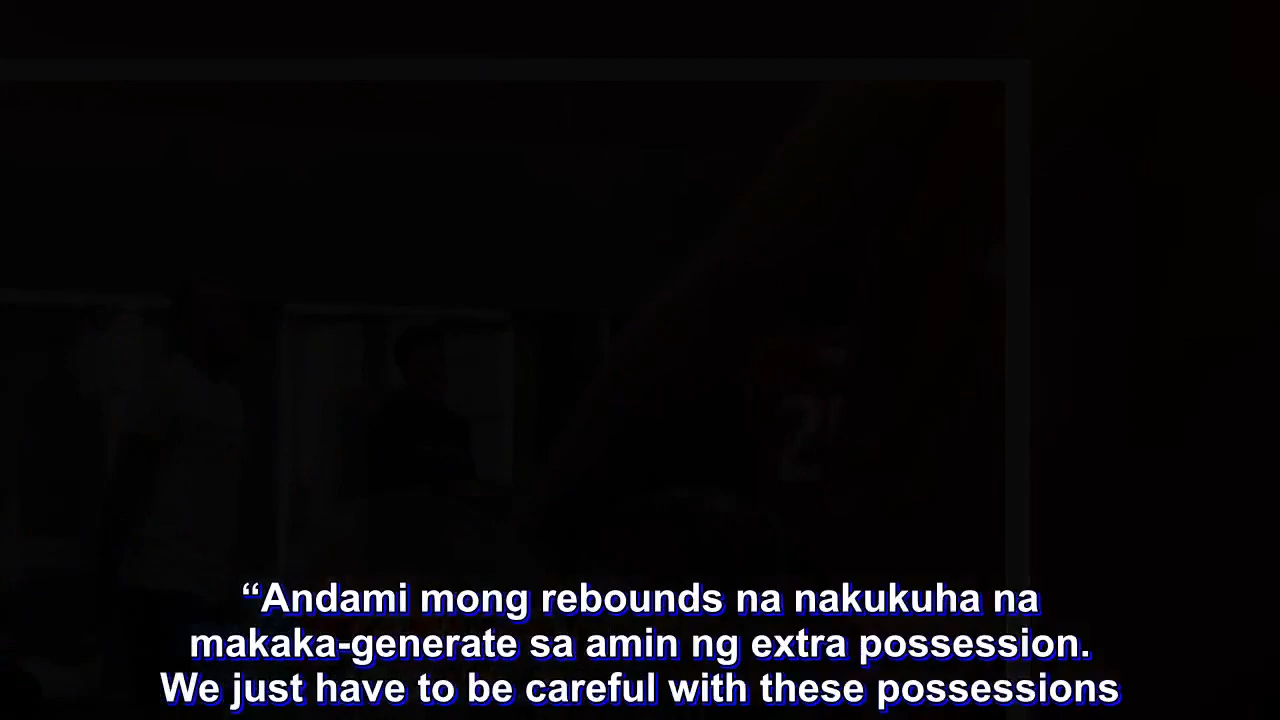 “Andami mong rebounds na nakukuha na
makaka-generate sa amin ng extra possession.
We just have to be careful with these possessions